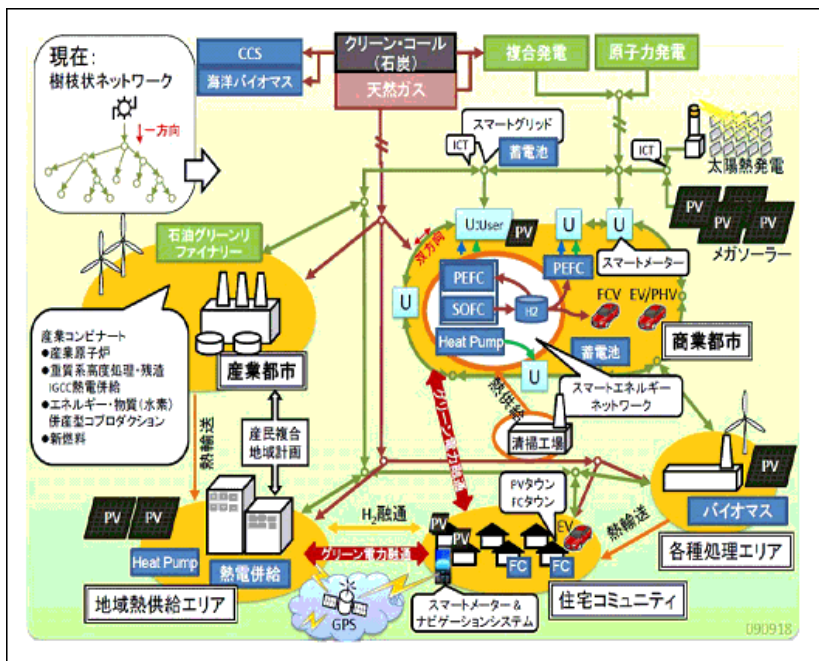 現在:
樹枝状ネットワーク
一方向
CCS
海洋バイオマス
クリーン・コール
(石炭)
天然ガス
複合発電
原子力発電
スマートグリッド
ICT
蓄電池
ICT
太陽熱発電
PV
PV
PV
PV
メガソーラー
石油グリーンリ
ファイナリー
双方向
U:User
PV
U
U
スマートメーター
U
PEFC
PEFC
SOFC
H2
Heat Pump
FCV
EV/PHV
蓄電池
商業都市
U
スマートエネルギー
ネットワーク
熱供給
清掃工場
産業コンビナート
●産業原子炉
●重質系高度処理・残渣
IGCC熱電併給
●エネルギー・物質(水素)
併産型コプロダクション
●新燃料
産業都市
熱輸送
産民複合
地域計画
グリーン電力融通
PV
バイオマス
各種処理エリア
熱輸送
PVタウン
FCタウン
EV
PV
PV
FC
FC
住宅コミュニティ
H₂融通
グリーン電力融通
PV
PV
Heat Pump
熱電併給
地域熱供給エリア
GPS
スマートメーター &
ナビゲーションシステム
090918